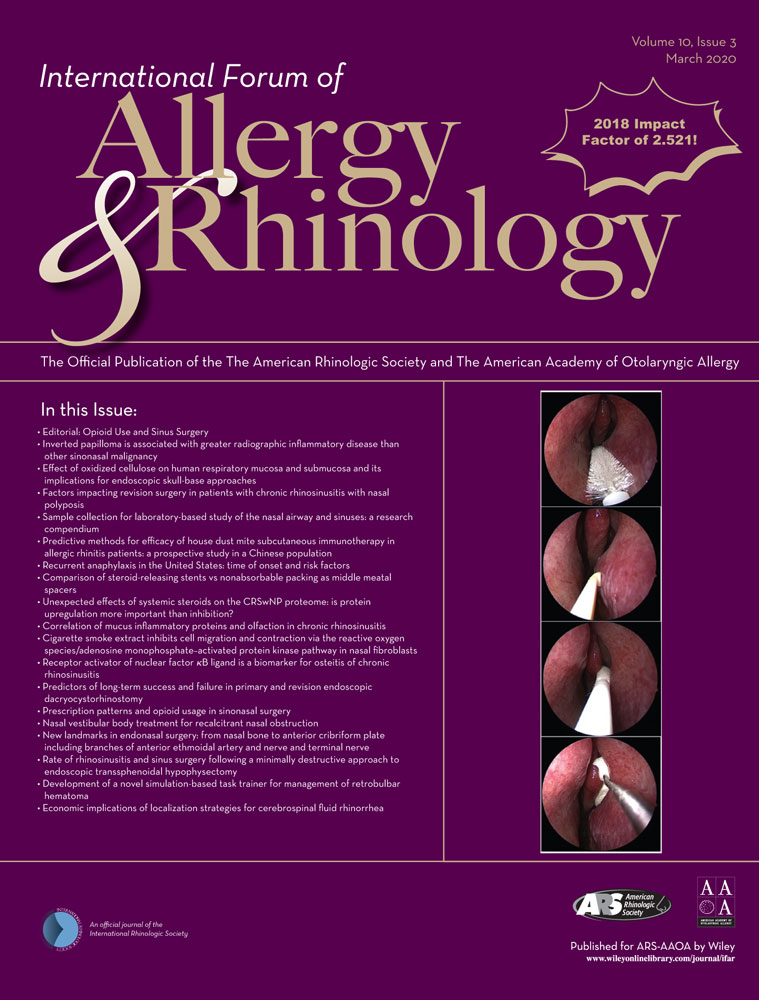 Volume 10, Issue 3
March 2020
International Forum of
Allergy
& Rhinology
2018 Impact
Factor of 2.521!
The Official Publication of the The American Rhinologic Society and The American Academy of Otolaryngic Allergy
In this Issue:
• Editorial: Opioid Use and Sinus Surgery
• Inverted papilloma is associated with greater radiographic inflammatory disease than
other sinonasal malignancy
• Effect of oxidized cellulose on human respiratory mucosa and submucosa and its
implications for endoscopic skull-base approaches
• Factors impacting revision surgery in patients with chronic rhinosinusitis with nasal
polyposis
• Sample collection for laboratory-based study of the nasal airway and sinuses: a research
compendium
• Predictive methods for efficacy of house dust mite subcutaneous immunotherapy in
allergic rhinitis patients: a prospective study in a Chinese population
• Recurrent anaphylaxis in the United States: time of onset and risk factors
• Comparison of steroid-releasing stents vs nonabsorbable packing as middle meatal
spacers
• Unexpected effects of systemic steroids on the CRSwNP proteome: is protein
upregulation more important than inhibition?
• Correlation of mucus inflammatory proteins and olfaction in chronic rhinosinusitis
• Cigarette smoke extract inhibits cell migration and contraction via the reactive oxygen
species/adenosine monophosphate–activated protein kinase pathway in nasal fibroblasts
• Receptor activator of nuclear factor κB ligand is a biomarker for osteitis of chronic
rhinosinusitis
• Predictors of long-term success and failure in primary and revision endoscopic
dacryocystorhinostomy
• Prescription patterns and opioid usage in sinonasal surgery
• Nasal vestibular body treatment for recalcitrant nasal obstruction
• New landmarks in endonasal surgery: from nasal bone to anterior cribriform plate
including branches of anterior ethmoidal artery and nerve and terminal nerve
• Rate of rhinosinusitis and sinus surgery following a minimally destructive approach to
endoscopic transsphenoidal hypophysectomy
• Development of a novel simulation-based task trainer for management of retrobulbar
hematoma
• Economic implications of localization strategies for cerebrospinal fluid rhinorrhea
An official journal of the
International Rhinologic Society
ARS American
Rhinologic
Society
AA
OA
AMERICAN ACADEMY OF
OTOLARYNGIC ALLERGY
Published for ARS-AAOA by Wiley
www.wileyonlinelibrary.com/journal/ifar